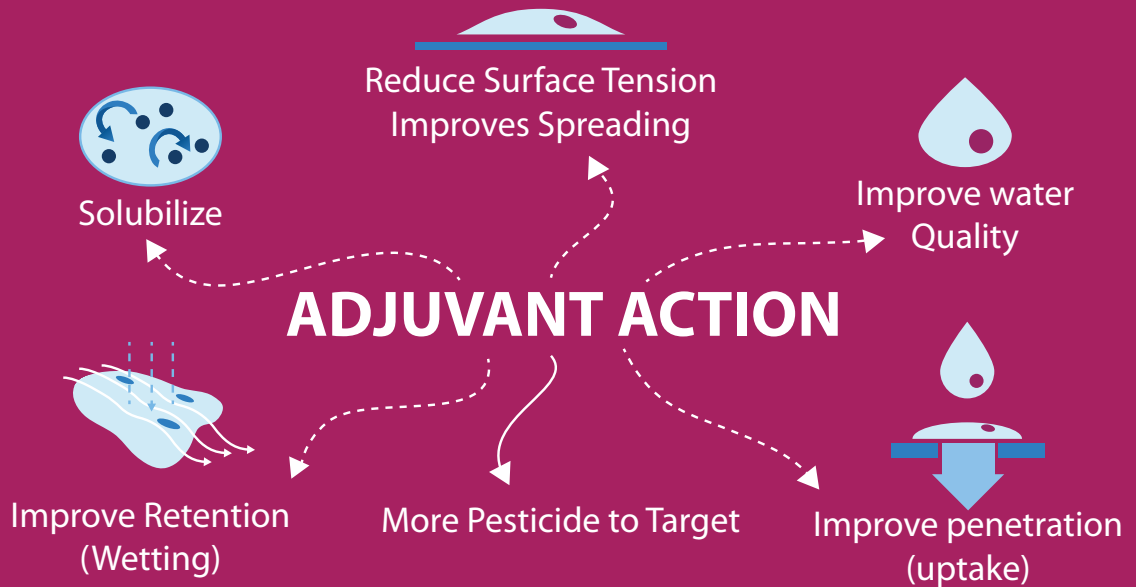 Reduce Surface Tension
Improves Spreading
Solubilize
Improve water
Quality
ADJUVANT ACTION
Improve Retention
(Wetting)
More Pesticide to Target
Improve penetration
(uptake)